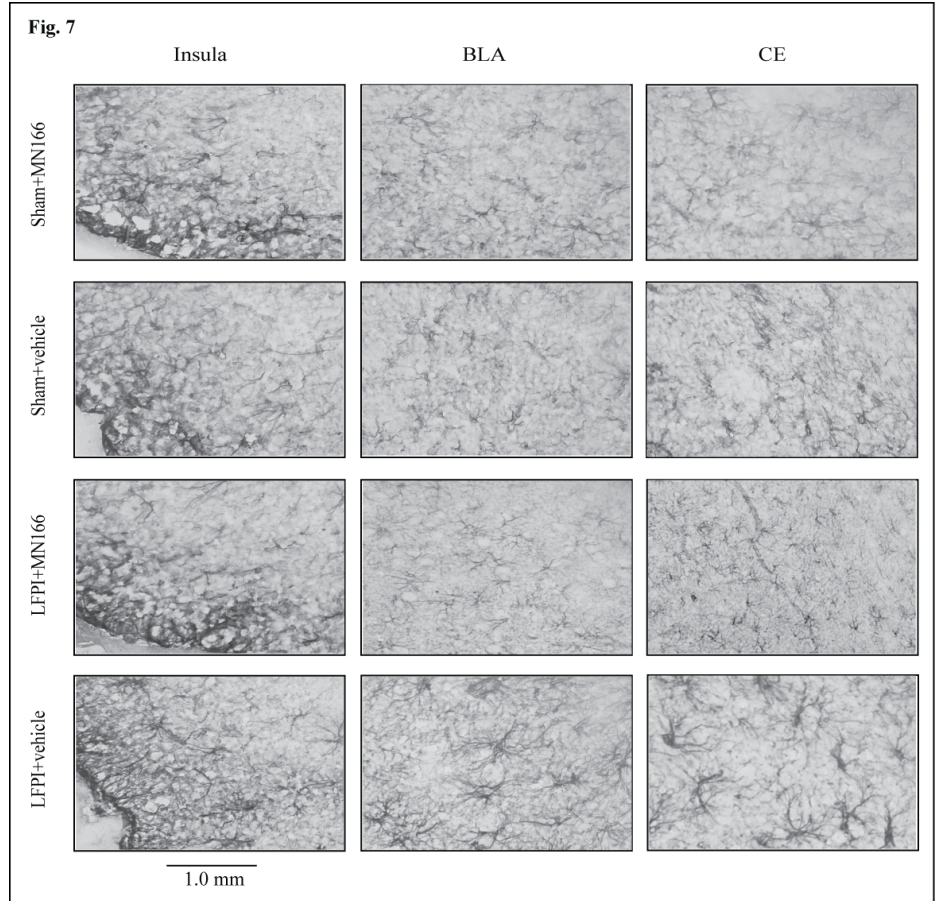 Fig. 7
Insula BLA CE
Sham+MN166
Sham+vehicle
LFPI+MN166
LFPI+vehicle
1.0 mm